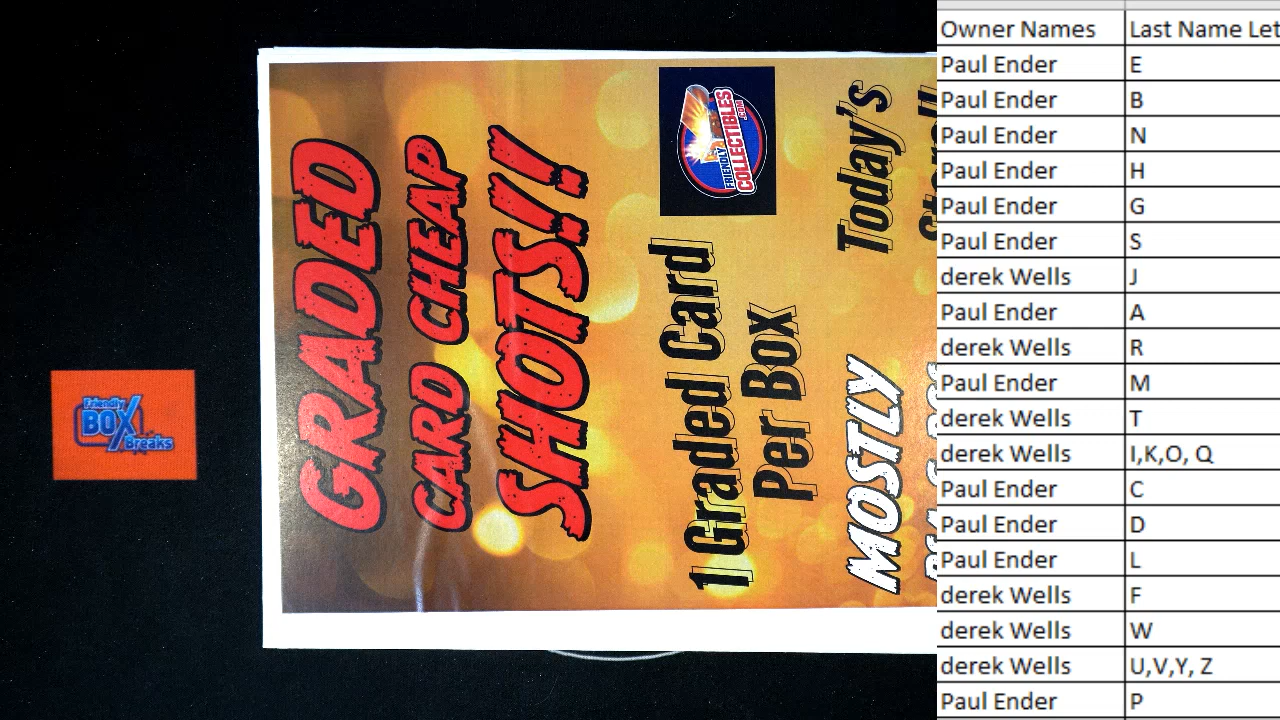 GRADED
CARD CHEAP
SHOTS!!
FRIENDLY
COLLECTIBLES
.COM
1 Graded Card
Per Box
Today's
MOSTLY
Friendly
BOX
Breaks
Owner Names Last Name Let
Paul Ender E
Paul Ender B
Paul Ender N
Paul Ender H
Paul Ender G
Paul Ender S
derek Wells J
Paul Ender A
derek Wells R
Paul Ender M
derek Wells T
derek Wells I,K,O, Q
Paul Ender C
Paul Ender D
Paul Ender L
derek Wells F
derek Wells W
derek Wells U,V,Y, Z
Paul Ender P